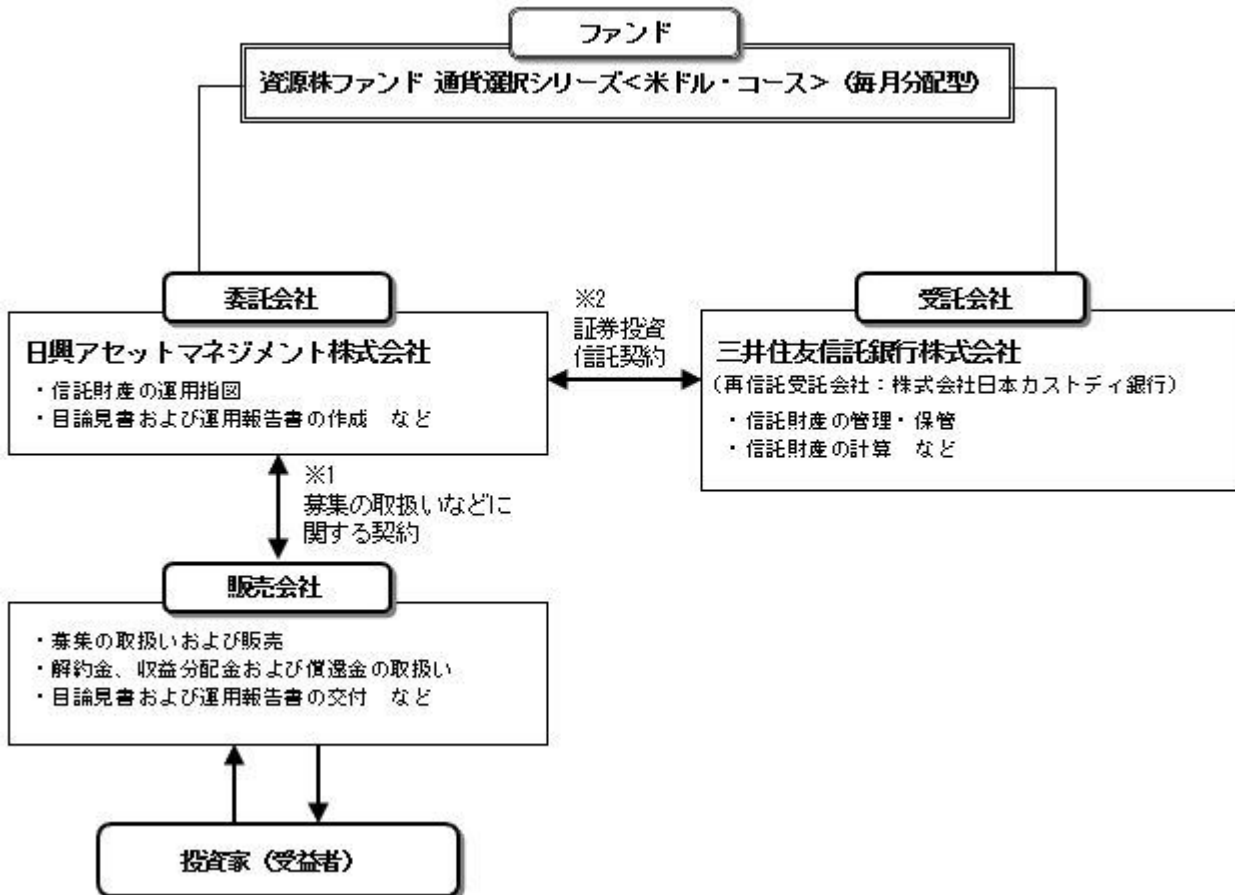 ファンド
資源株ファンド 通貨選択シリーズ<米ドル・コース>（毎月分配型）
委託会社
日興アセットマネジメント株式会社
・信託財産の運用指図
・目論見書および運用報告書の作成　など
※2
証券投資
信託契約
受託会社
三井住友信託銀行株式会社
（再信託受託会社：株式会社日本カストディ銀行）
・信託財産の管理・保管
・信託財産の計算　など
※1
募集の取扱いなどに
関する契約
販売会社
・募集の取扱いおよび販売
・解約金、収益分配金および償還金の取扱い
・目論見書および運用報告書の交付　など
投資家（受益者）